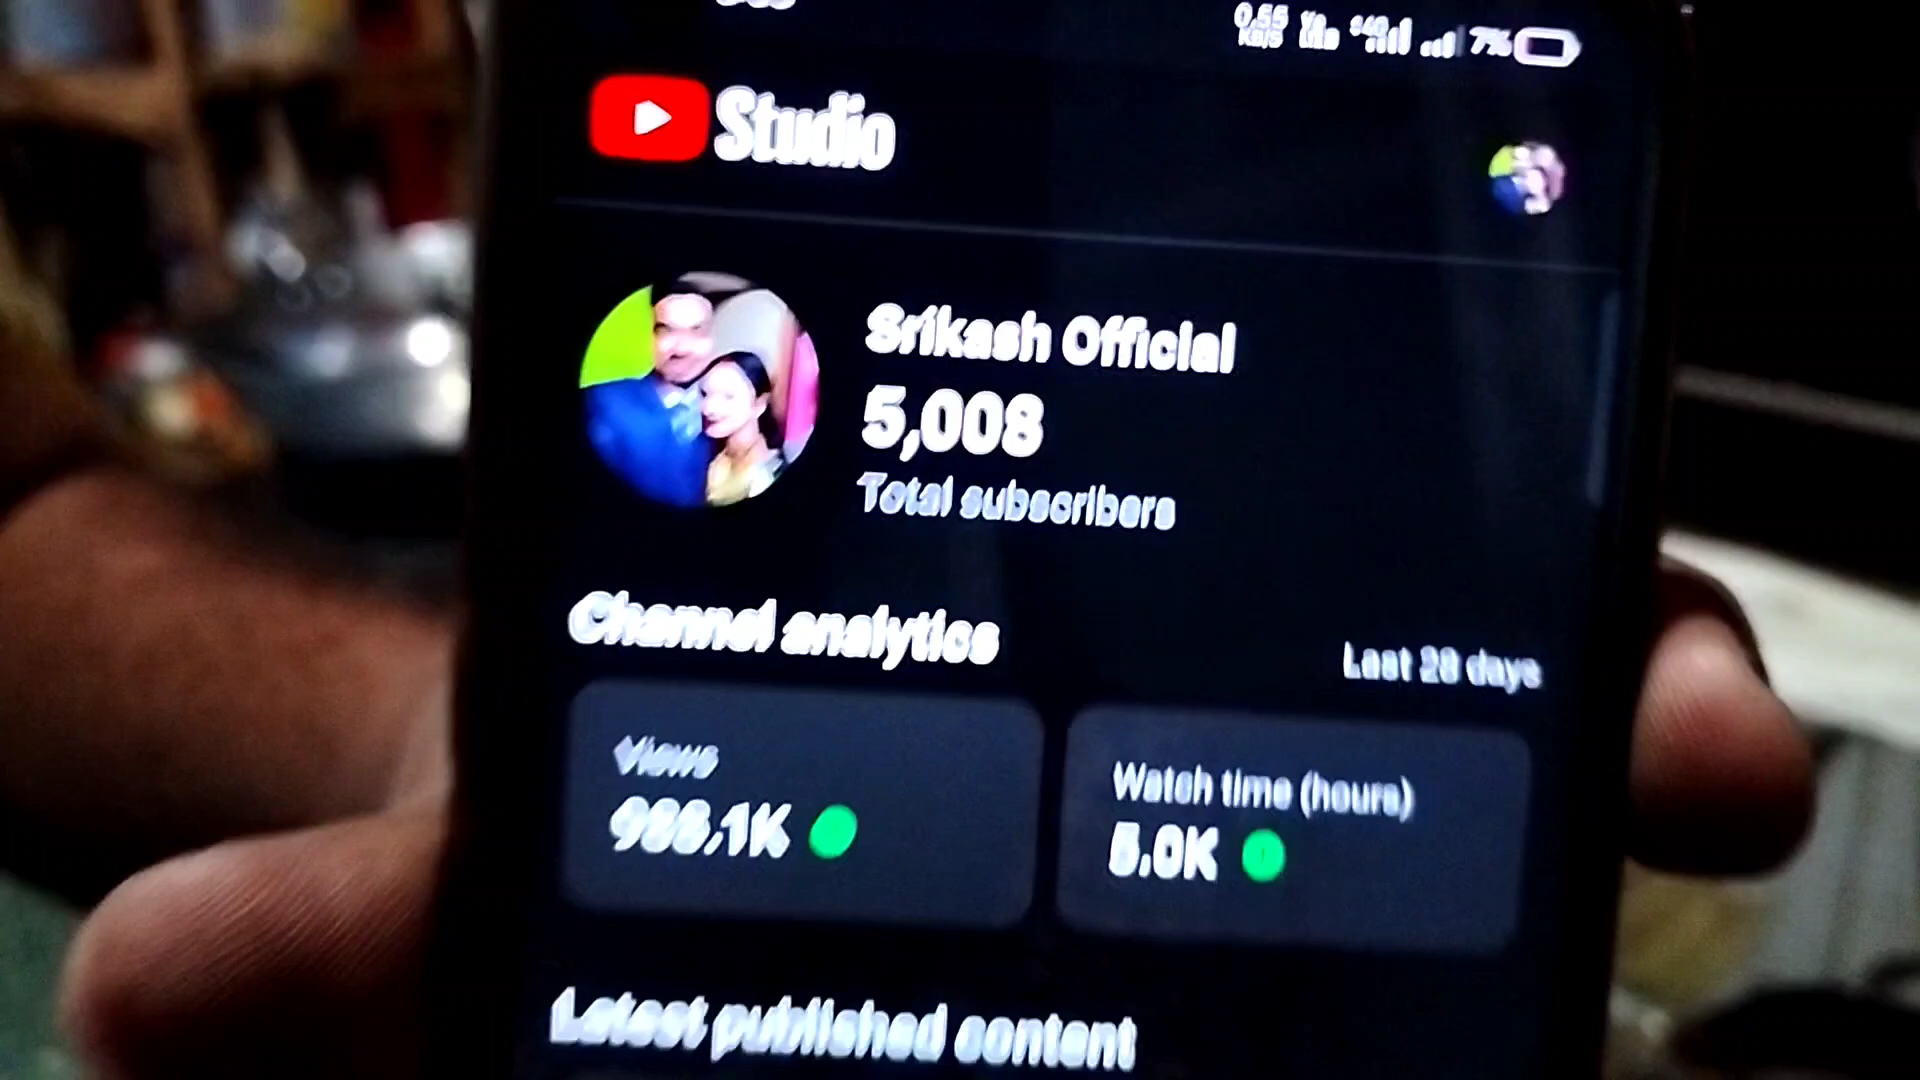 7%
Studio
Srikash Official
5,008
Total subscribers
Channel analytics
Last 28 days
Views
Watch time (hours)
5.0K
Latest published content